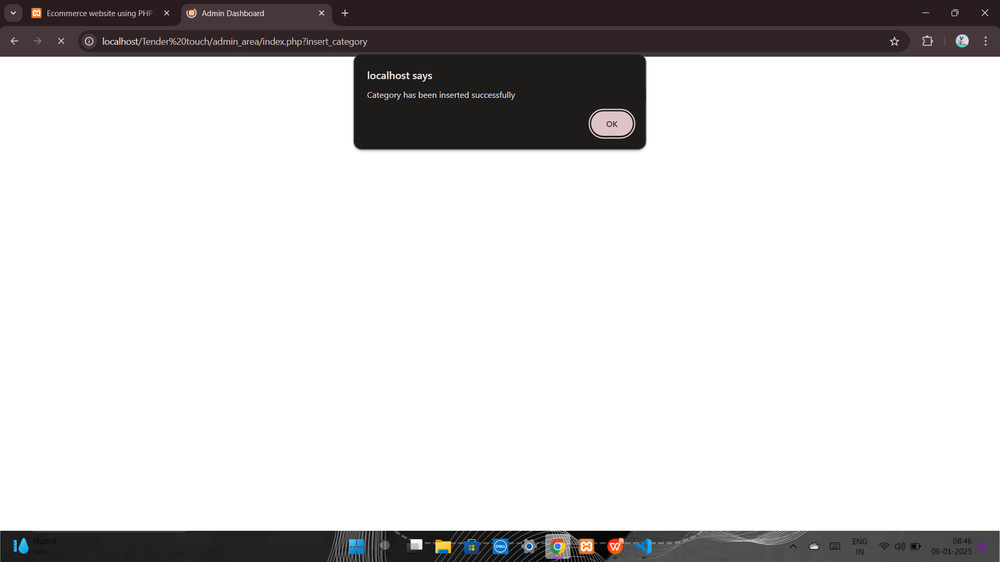 Ecommerce website using PHP
Admin Dashboard
localhost/Tender%20touch/admin_area/index.php?insert_category
localhost says
Category has been inserted successfully
OK
Humid
Now
DELL
W
P
ENG
IN
08:46
06-01-2025